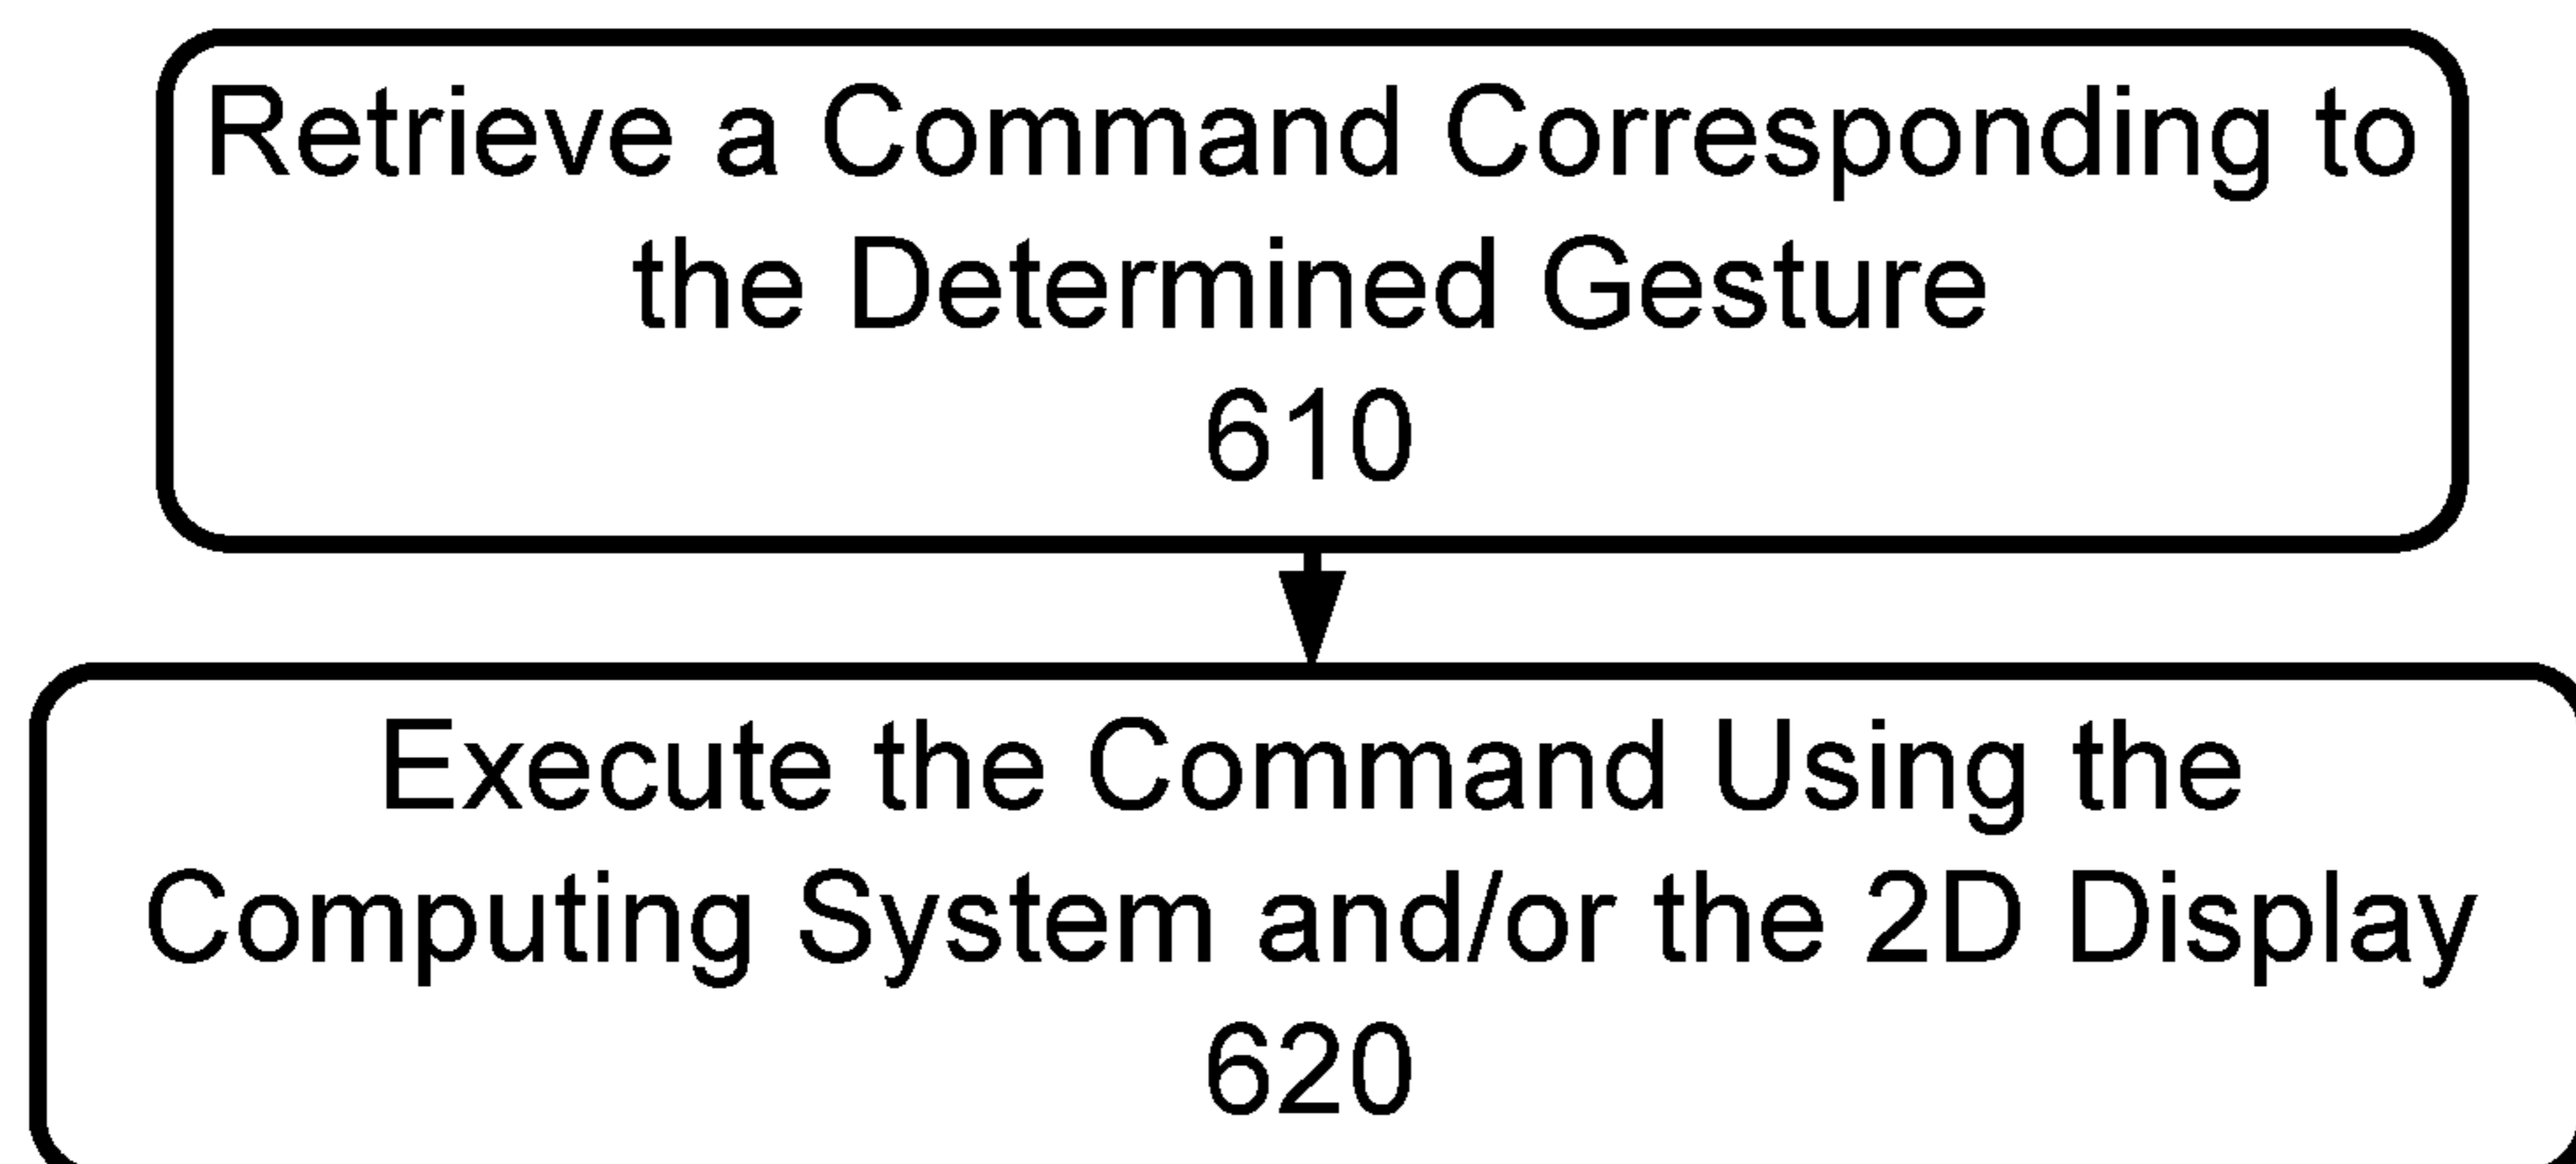 Retrieve a Command Corresponding to
the Determined Gesture
610
Execute the Command Using the
Computing System and/or the 2D Display
620